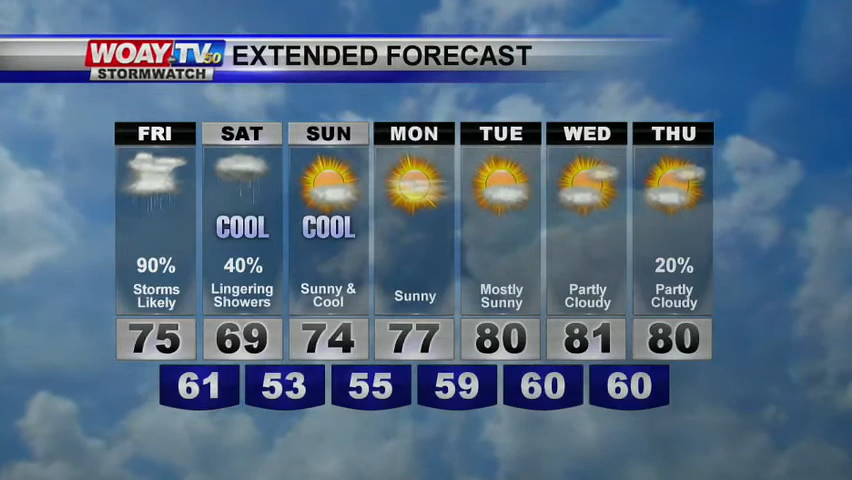 WOAY-TV 50
STORMWATCH
EXTENDED FORECAST
FRI SAT SUN MON TUE WED THU
COOL COOL
90% 40% 20%
Storms Likely
Lingering Showers
Sunny & Cool
Sunny
Mostly Sunny
Partly Cloudy
Partly Cloudy
75 69 74 77 80 81 80
61 53 55 59 60 60